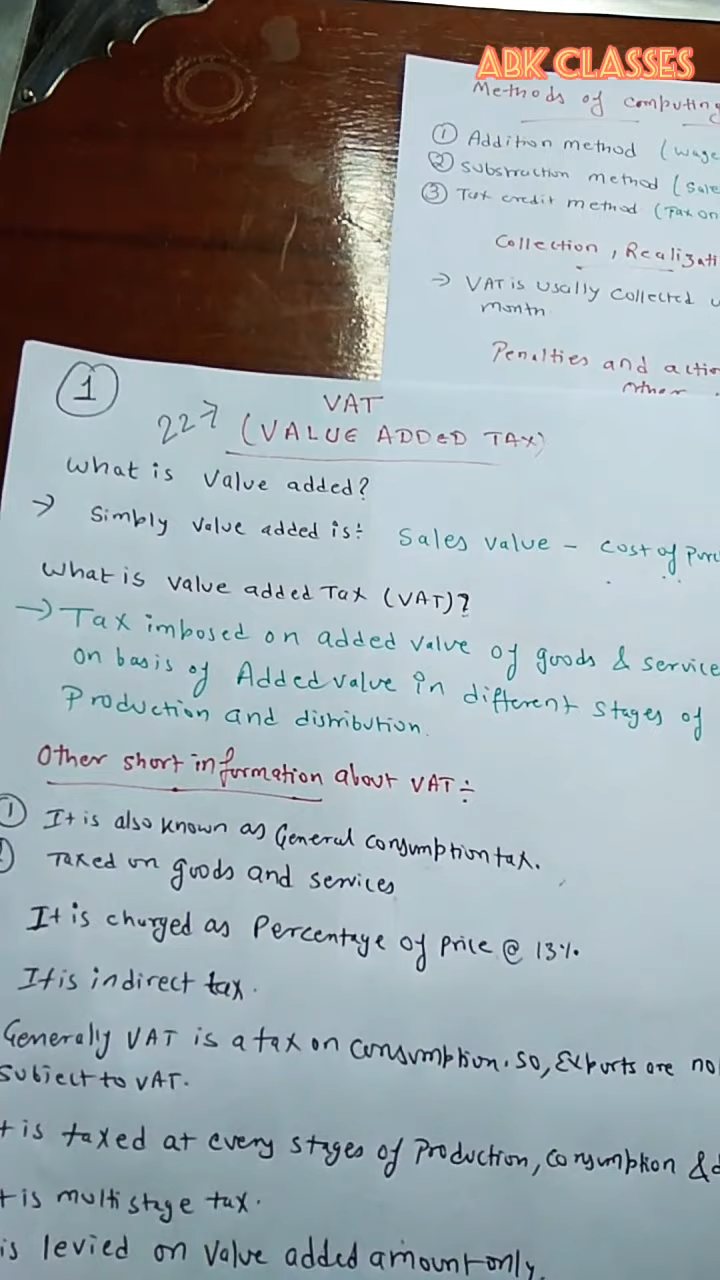 ABK CLASSES
Methods of computing
① Addition method (wage
② Substraction method (sale
③ Tax credit method (Tax on
Collection, Realizati
→ VAT is usally collected
month
Penalties and actio
other
①
VAT
(VALUE ADDED TAX)
What is value added?
→ Simbly value added is÷ Sales value - cost of Purc
What is value added Tax (VAT)?
→ Tax imbosed on added value of goods & service
on basis of Added value in different stages of
Production and distribution.
Other short information about VAT÷
① It is also known as General consumption tax.
Taxed on goods and services
It is charged as Percentage of price @ 13%.
It is indirect tax.
Generally VAT is a tax on consumbtion. so, Exborts are no
subject to VAT.
t is taxed at every stages of Production, consumbtion & d
t is multistage tax.
is levied on value added amount only.